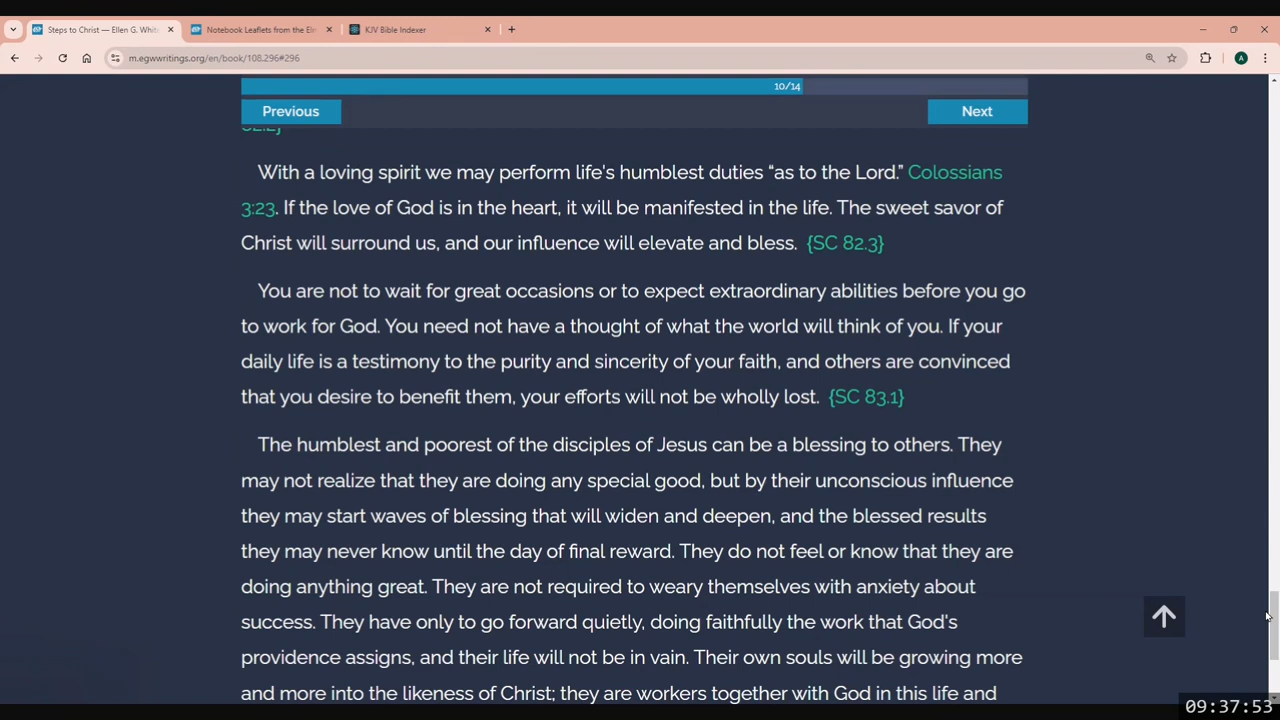 Steps to Christ — Ellen G. Whit
Notebook Leaflets from the Elm
KJV Bible Indexer
m.egwwritings.org/en/book/108.296#296
A
10/14
Previous
Next
With a loving spirit we may perform life's humblest duties “as to the Lord.” Colossians
3:23. If the love of God is in the heart, it will be manifested in the life. The sweet savor of
Christ will surround us, and our influence will elevate and bless. {SC 82.3}
You are not to wait for great occasions or to expect extraordinary abilities before you go
to work for God. You need not have a thought of what the world will think of you. If your
daily life is a testimony to the purity and sincerity of your faith, and others are convinced
that you desire to benefit them, your efforts will not be wholly lost. {SC 83.1}
The humblest and poorest of the disciples of Jesus can be a blessing to others. They
may not realize that they are doing any special good, but by their unconscious influence
they may start waves of blessing that will widen and deepen, and the blessed results
they may never know until the day of final reward. They do not feel or know that they are
doing anything great. They are not required to weary themselves with anxiety about
success. They have only to go forward quietly, doing faithfully the work that God's
providence assigns, and their life will not be in vain. Their own souls will be growing more
and more into the likeness of Christ; they are workers together with God in this life and
09:37:53